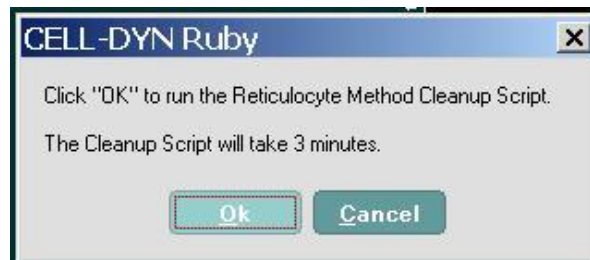 CELL-DYN Ruby
Click "OK" to run the Reticulocyte Method Cleanup Script.
The Cleanup Script will take 3 minutes.
Ok
Cancel